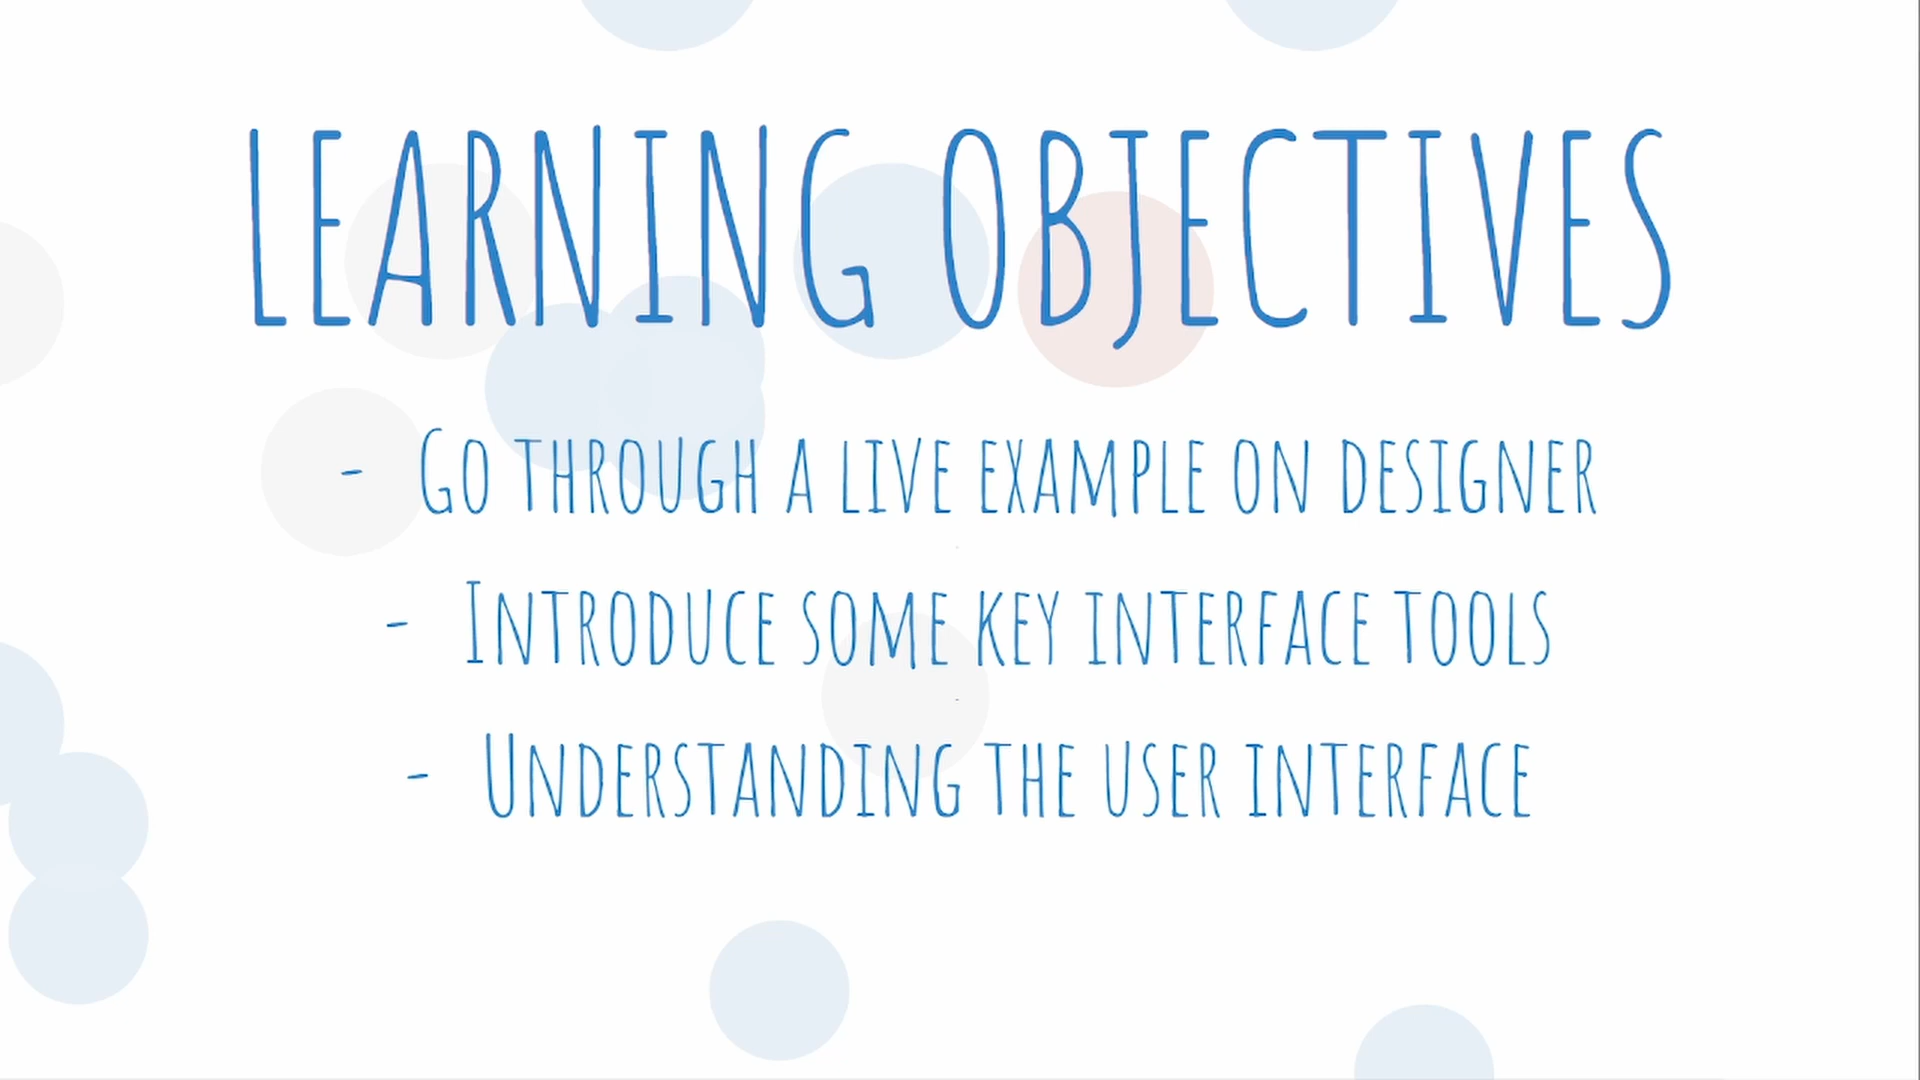 LEARNING OBJECTIVES
- GO THROUGH A LIVE EXAMPLE ON DESIGNER
- INTRODUCE SOME KEY INTERFACE TOOLS
- UNDERSTANDING THE USER INTERFACE